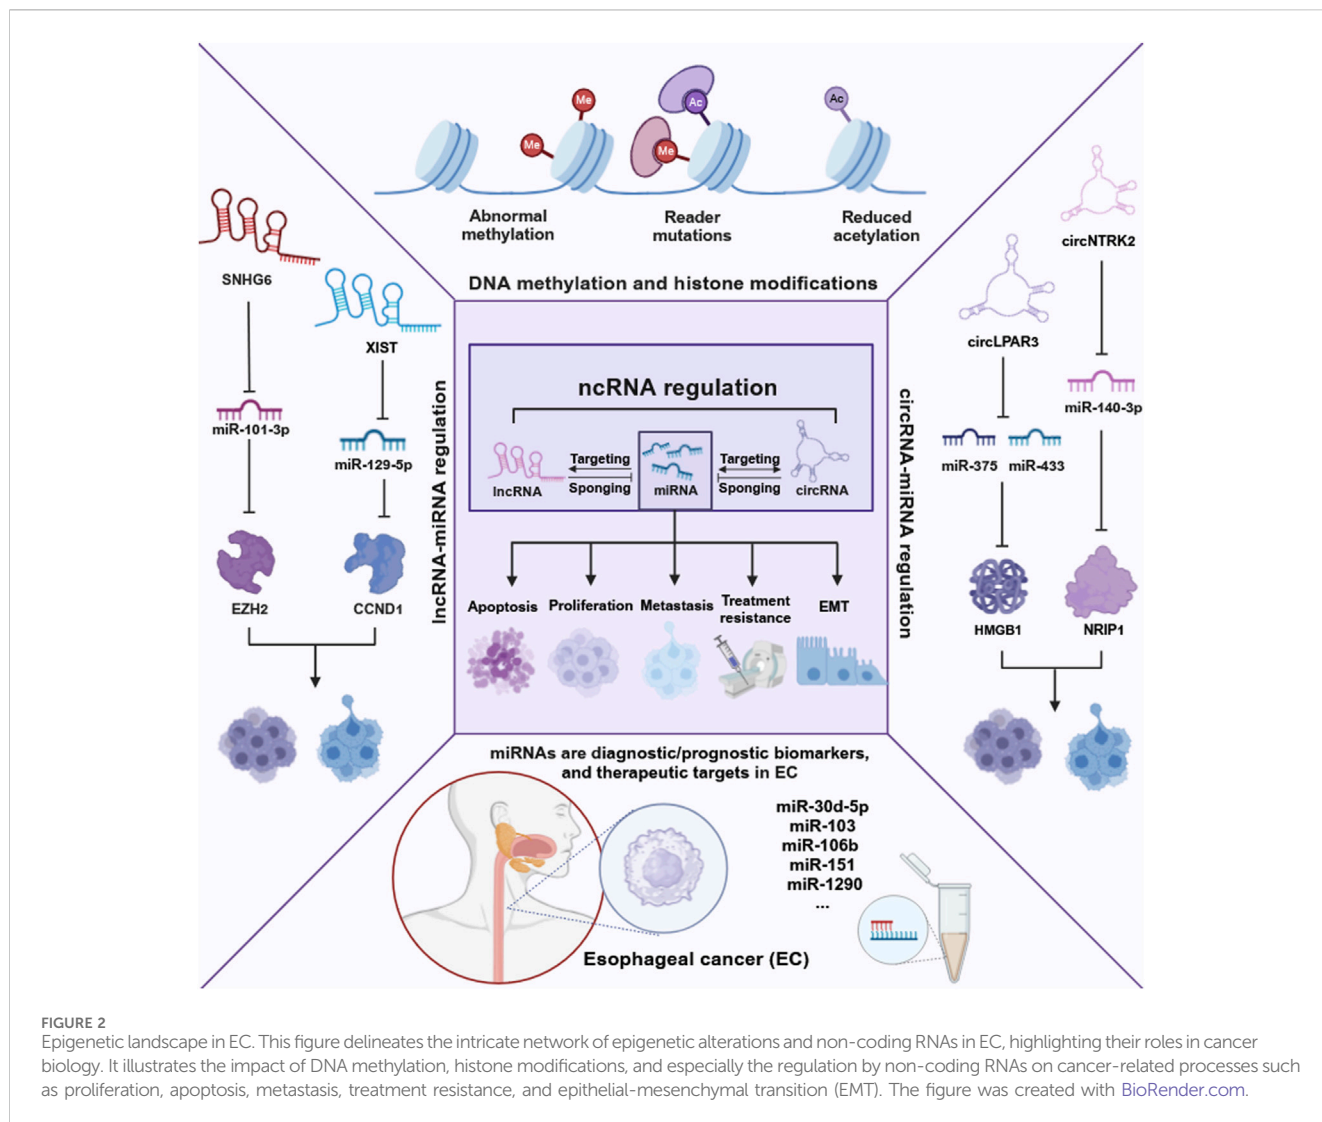 Me
Me
Ac
Me
Ac
Abnormal
methylation
Reader
mutations
Reduced
acetylation
DNA methylation and histone modifications
SNHG6
XIST
miR-101-3p
miR-129-5p
EZH2
CCND1
lncRNA-miRNA regulation
ncRNA regulation
lncRNA
Targeting
Sponging
miRNA
Targeting
Sponging
circRNA
Apoptosis
Proliferation
Metastasis
Treatment
resistance
EMT
circRNA-miRNA regulation
circNTRK2
circLPAR3
miR-140-3p
miR-375
miR-433
HMGB1
NRIP1
miRNAs are diagnostic/prognostic biomarkers,
and therapeutic targets in EC
miR-30d-5p
miR-103
miR-106b
miR-151
miR-1290
...
Esophageal cancer (EC)
FIGURE 2
Epigenetic landscape in EC. This figure delineates the intricate network of epigenetic alterations and non-coding RNAs in EC, highlighting their roles in cancer
biology. It illustrates the impact of DNA methylation, histone modifications, and especially the regulation by non-coding RNAs on cancer-related processes such
as proliferation, apoptosis, metastasis, treatment resistance, and epithelial-mesenchymal transition (EMT). The figure was created with BioRender.com.